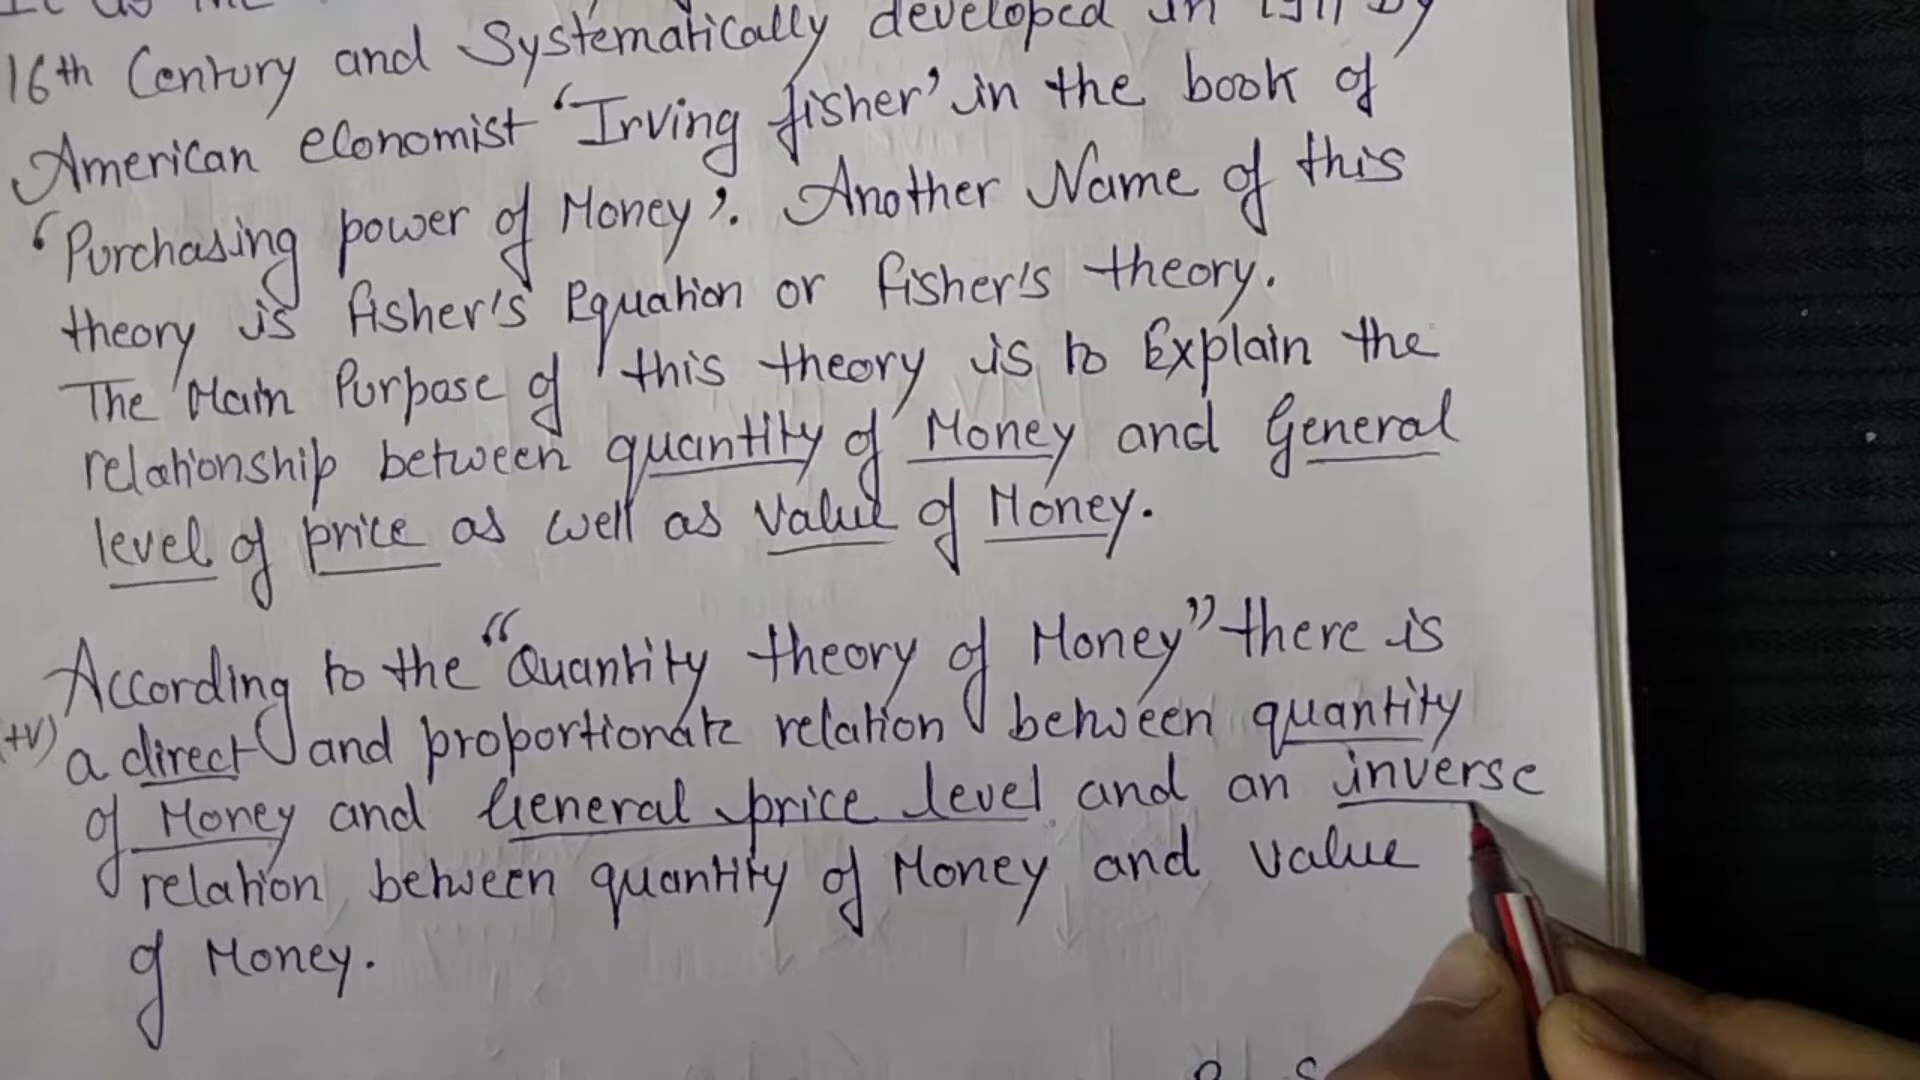 16th Century and Systematically developed in 1911 by
American economist 'Irving fisher' in the book of
'Purchasing power of Money'. Another Name of this
theory is fisher's Equation or fisher's theory.
The Main Purpose of this theory is to Explain the
relationship between quantity of Money and General
level of price as well as value of Money.
According to the "Quantity theory of Money" there is
(+v) a direct and proportionate relation between quantity
of Money and General price level and an inverse
relation between quantity of Money and value
of Money.